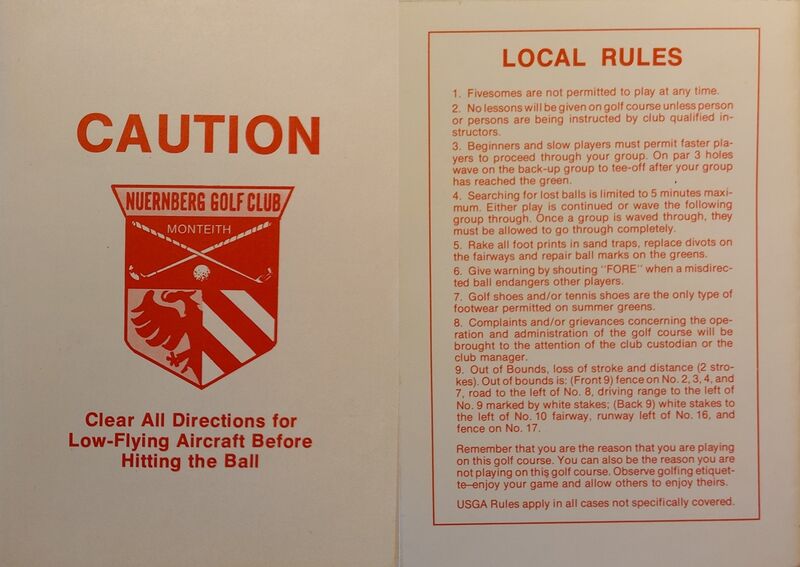 CAUTION
NUERNBERG GOLF CLUB
MONTEITH
Clear All Directions for
Low-Flying Aircraft Before
Hitting the Ball
LOCAL RULES
1. Fivesomes are not permitted to play at any time.
2. No lessons will be given on golf course unless person
or persons are being instructed by club qualified in-
structors.
3. Beginners and slow players must permit faster pla-
yers to proceed through your group. On par 3 holes
wave on the back-up group to tee-off after your group
has reached the green.
4. Searching for lost balls is limited to 5 minutes maxi-
mum. Either play is continued or wave the following
group through. Once a group is waved through, they
must be allowed to go through completely.
5. Rake all foot prints in sand traps, replace divots on
the fairways and repair ball marks on the greens.
6. Give warning by shouting "FORE" when a misdirec-
ted ball endangers other players.
7. Golf shoes and/or tennis shoes are the only type of
footwear permitted on summer greens.
8. Complaints and/or grievances concerning the ope-
ration and administration of the golf course will be
brought to the attention of the club custodian or the
club manager.
9. Out of Bounds, loss of stroke and distance (2 stro-
kes). Out of bounds is: (Front 9) fence on No. 2, 3, 4, and
7, road to the left of No. 8, driving range to the left of
No. 9 marked by white stakes; (Back 9) white stakes to
the left of No. 10 fairway, runway left of No. 16, and
fence on No. 17.
Remember that you are the reason that you are playing
on this golf course. You can also be the reason you are
not playing on this golf course. Observe golfing etiquet-
te–enjoy your game and allow others to enjoy theirs.
USGA Rules apply in all cases not specifically covered.